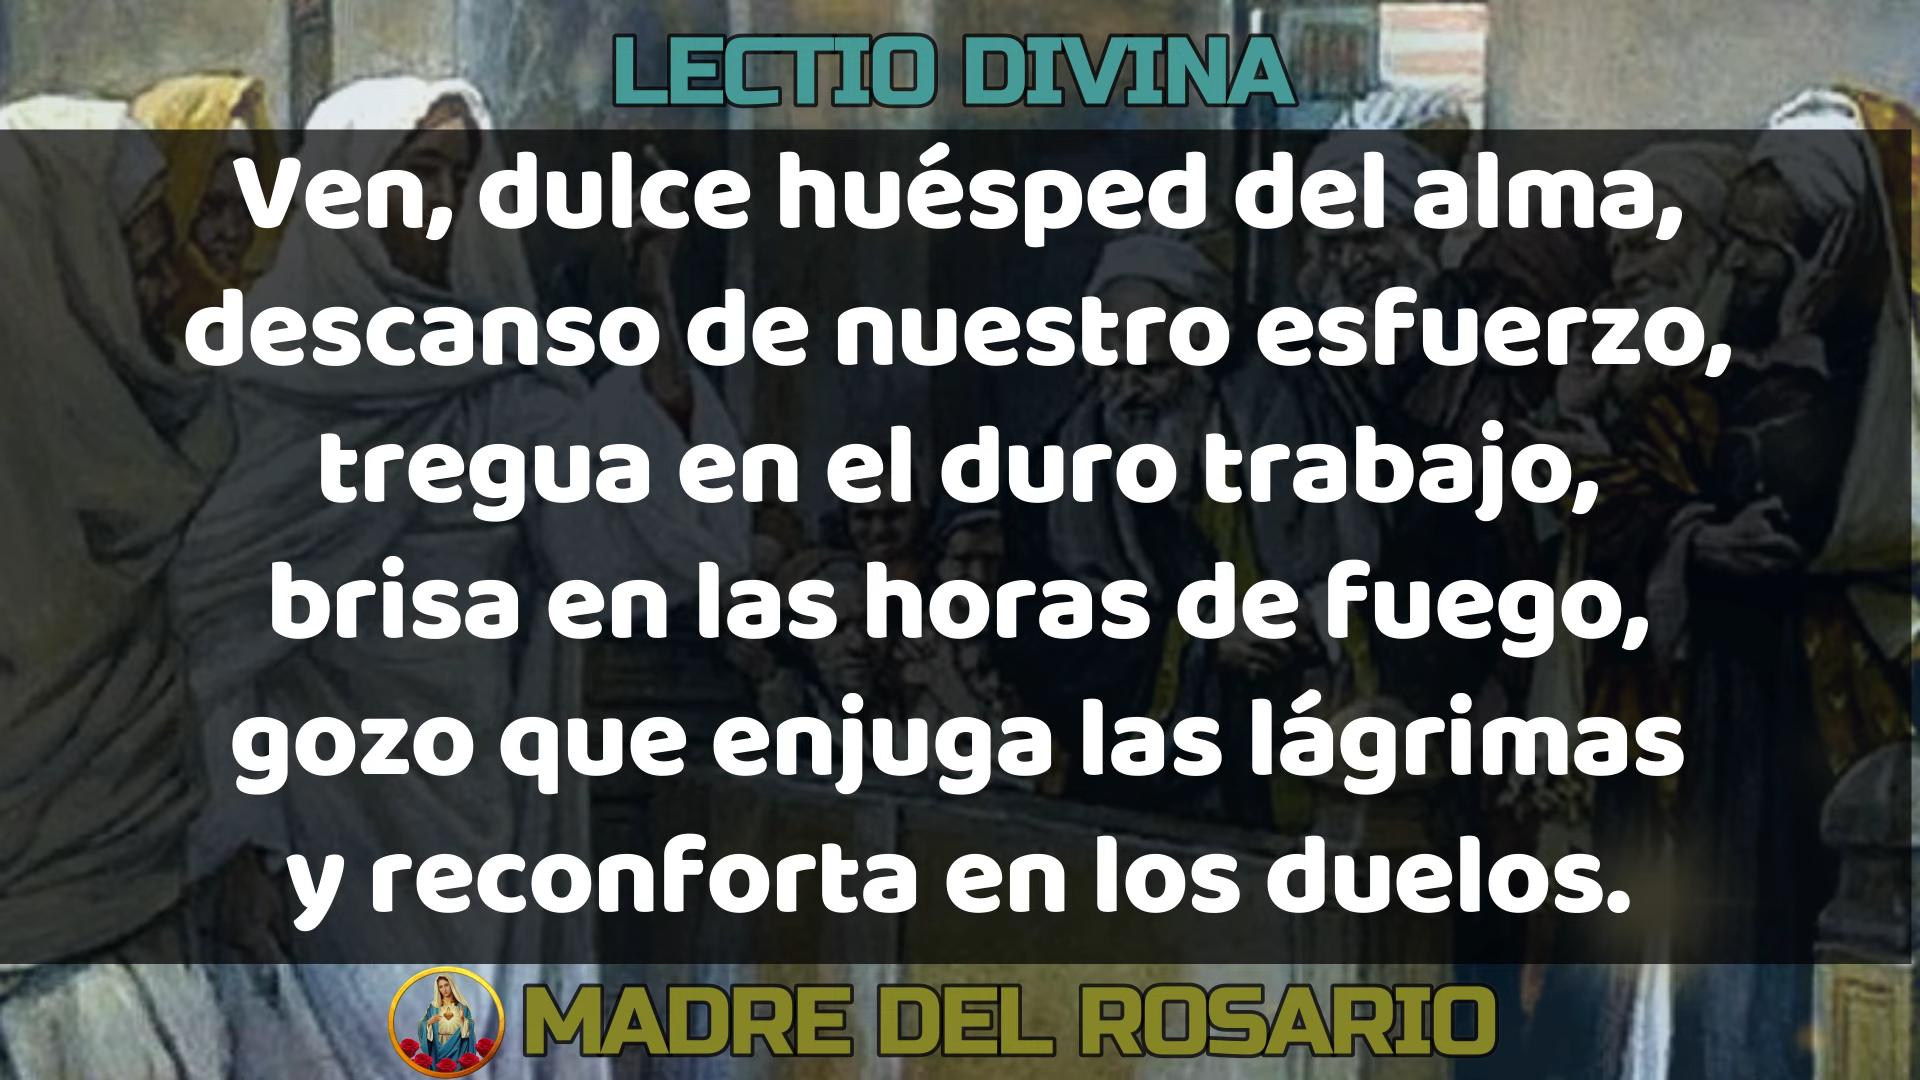 LECTIO DIVINA
Ven, dulce huésped del alma,
descanso de nuestro esfuerzo,
tregua en el duro trabajo,
brisa en las horas de fuego,
gozo que enjuga las lágrimas
y reconforta en los duelos.
MADRE DEL ROSARIO